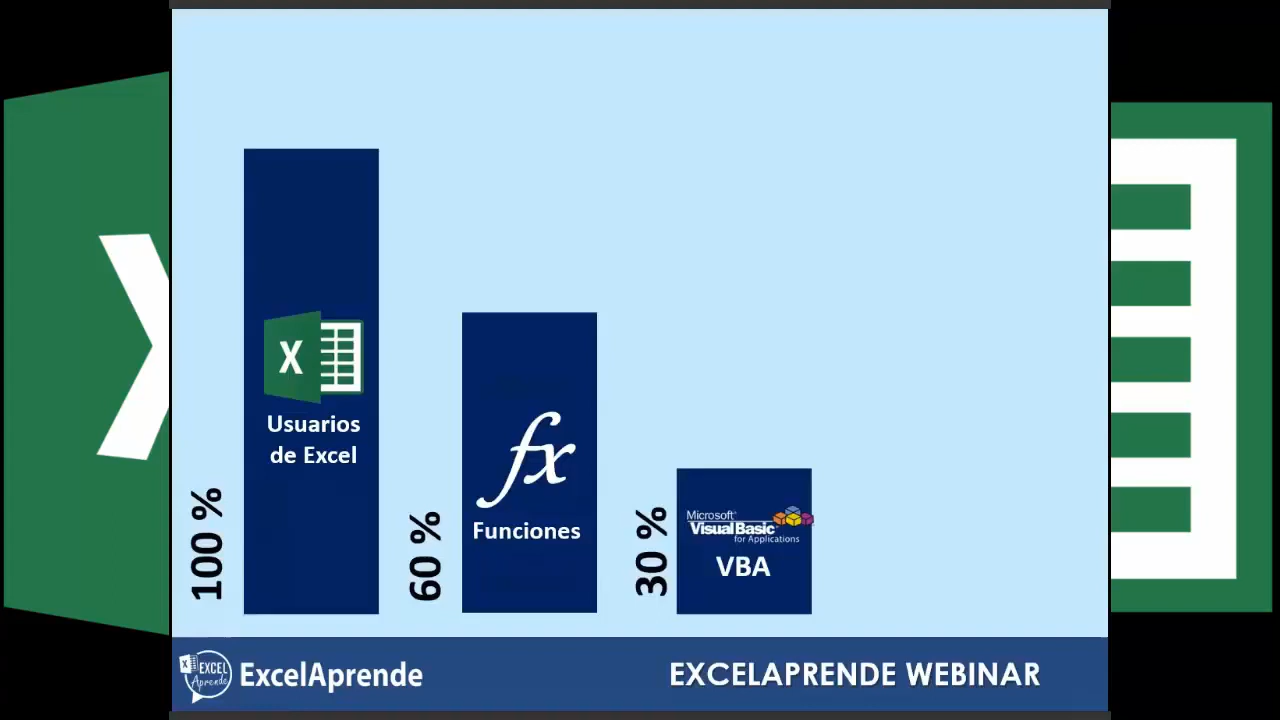 X
Usuarios
de Excel
100 %
fx
Funciones
60 %
Microsoft
Visual Basic
for Applications
VBA
30 %
X
EXCEL
Aprende
ExcelAprende
EXCELAPRENDE WEBINAR